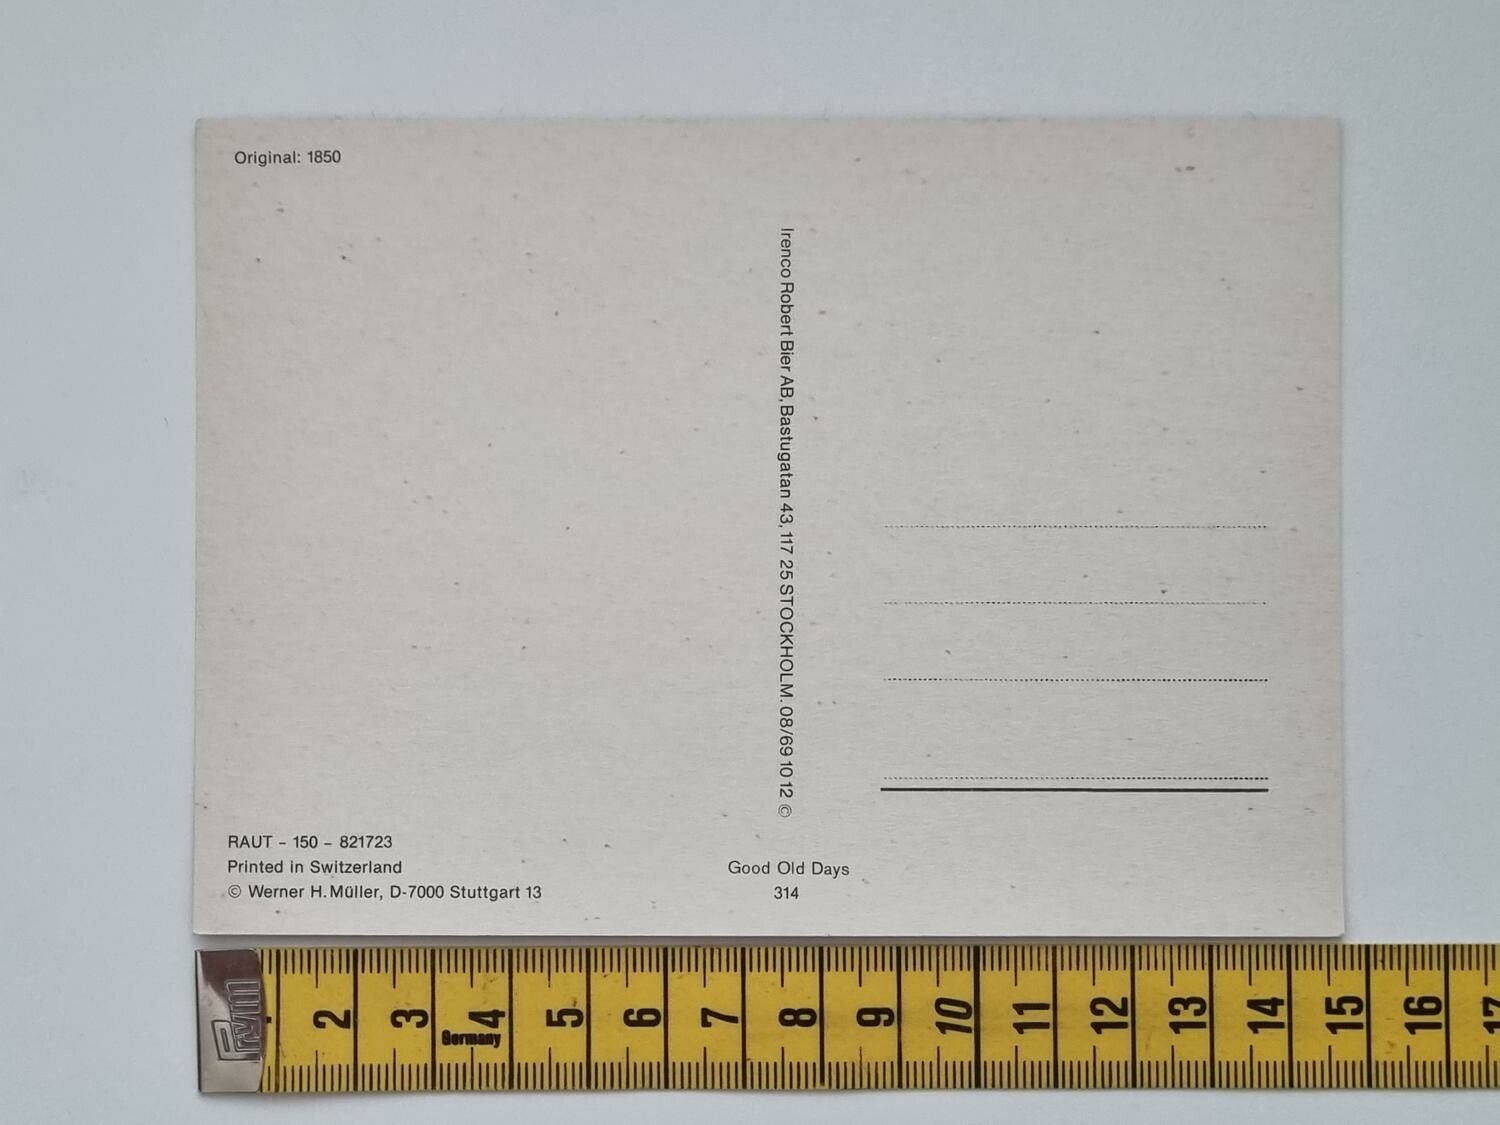 Original: 1850
Irenco Robert Bier AB, Bastugatan 43, 117 25 STOCKHOLM. 08/69 10 12 ©
RAUT - 150 - 821723
Printed in Switzerland
© Werner H. Müller, D-7000 Stuttgart 13
Good Old Days
314
Prym
2 3 4 5 6 7 8 9 10 11 12 13 14 15 16 17
Germany